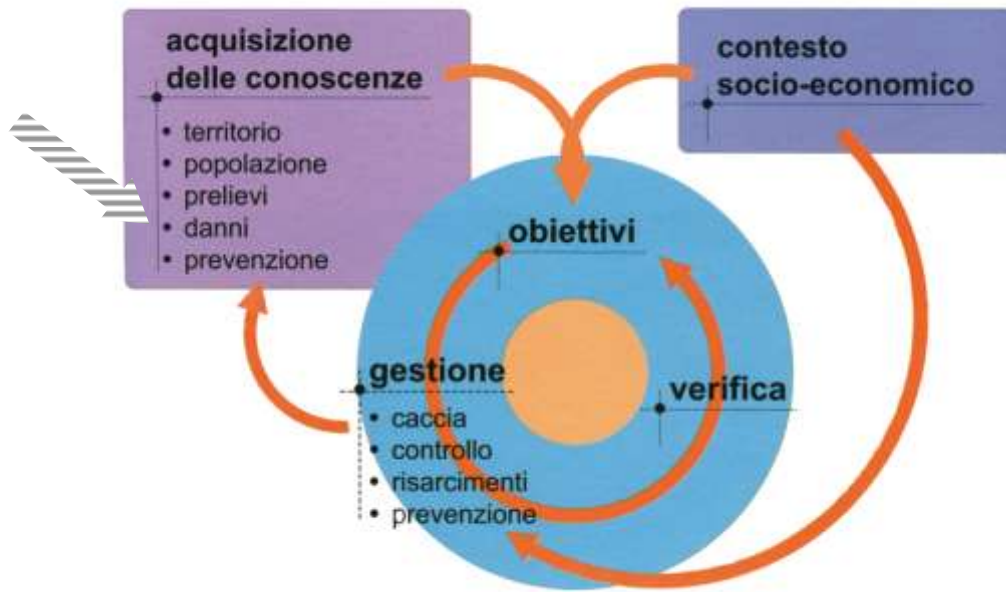 acquisizione
delle conoscenze
• territorio
• popolazione
• prelievi
• danni
• prevenzione
contesto
socio-economico
obiettivi
gestione
• caccia
• controllo
• risarcimenti
• prevenzione
verifica